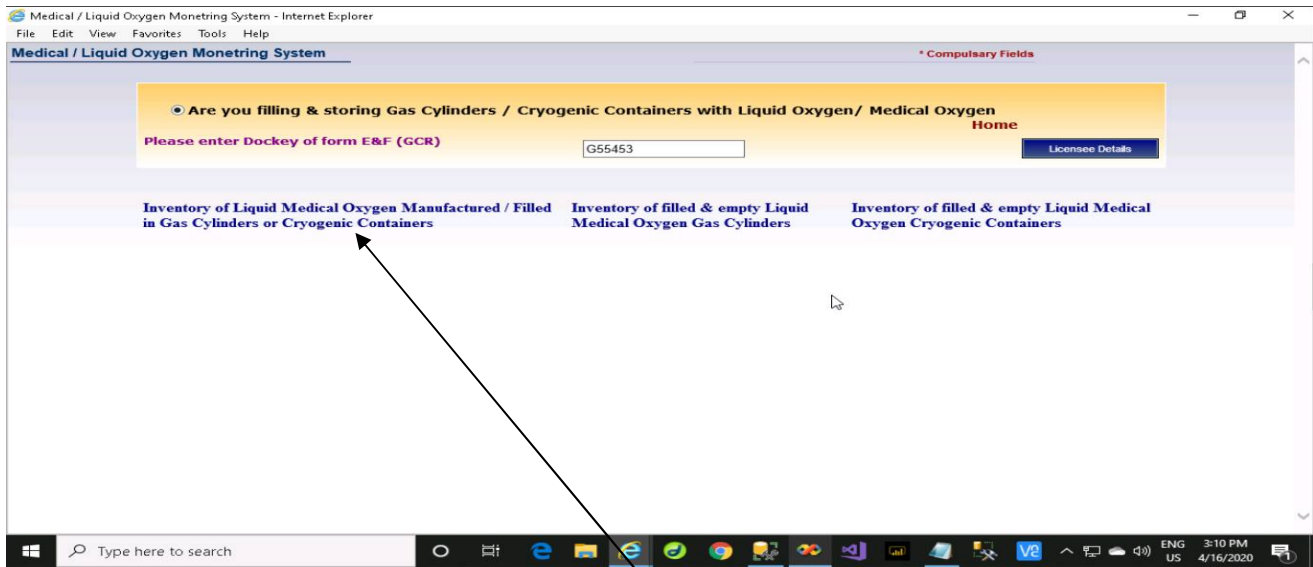 Medical / Liquid Oxygen Monetring System - Internet Explorer
File Edit View Favorites Tools Help
Medical / Liquid Oxygen Monetring System
* Compulsary Fields
Are you filling & storing Gas Cylinders / Cryogenic Containers with Liquid Oxygen/ Medical Oxygen
Home
Please enter Dockey of form E&F (GCR)
G55453
Licensee Details
Inventory of Liquid Medical Oxygen Manufactured / Filled
in Gas Cylinders or Cryogenic Containers
Inventory of filled & empty Liquid
Medical Oxygen Gas Cylinders
Inventory of filled & empty Liquid Medical
Oxygen Cryogenic Containers
Type here to search
V2
ENG
US
3:10 PM
4/16/2020
1